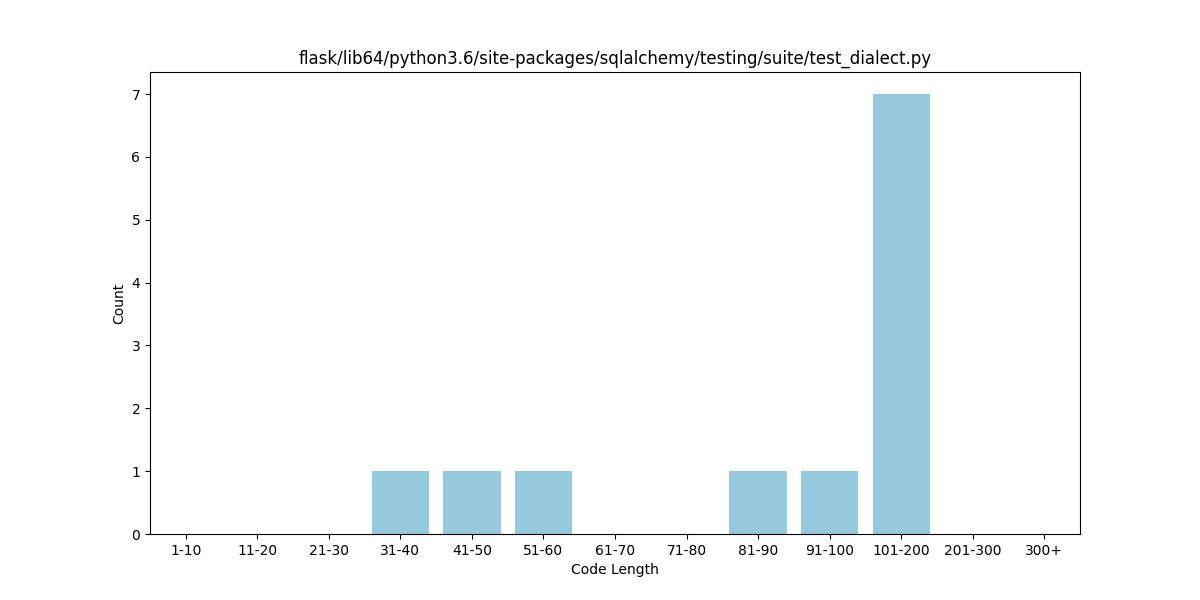 flask/lib64/python3.6/site-packages/sqlalchemy/testing/suite/test_dialect.py
7
6
5
4
3
2
1
0
Count
1-10 11-20 21-30 31-40 41-50 51-60 61-70 71-80 81-90 91-100 101-200 201-300 300+
Code Length